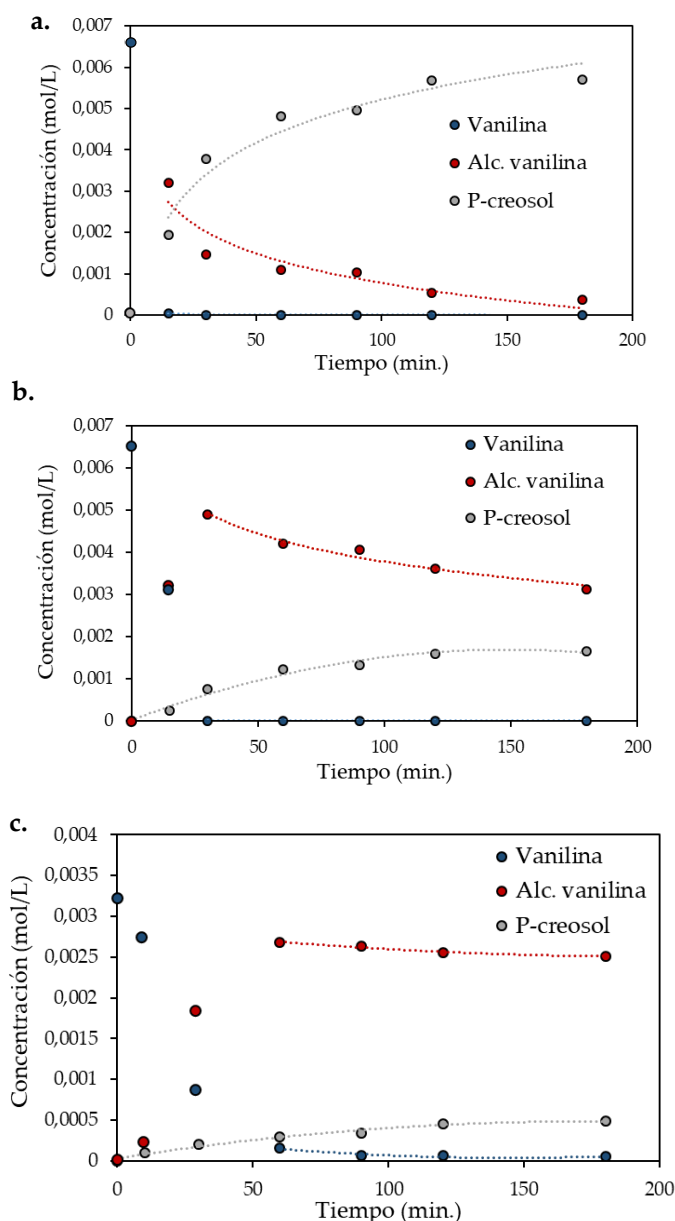 a.
0,007
0,006
0,005
0,004
0,003
0,002
0,001
0
Concentración (mol/L)
Vanilina
Alc. vanilina
P-creosol
0
50
100
150
200
Tiempo (min.)
b.
0,007
0,006
0,005
0,004
0,003
0,002
0,001
0
Concentración (mol/L)
Vanilina
Alc. vanilina
P-creosol
0
50
100
150
200
Tiempo (min.)
c.
0,004
0,0035
0,003
0,0025
0,002
0,0015
0,001
0,0005
0
Concentración (mol/L)
Vanilina
Alc. vanilina
P-creosol
0
50
100
150
200
Tiempo (min.)